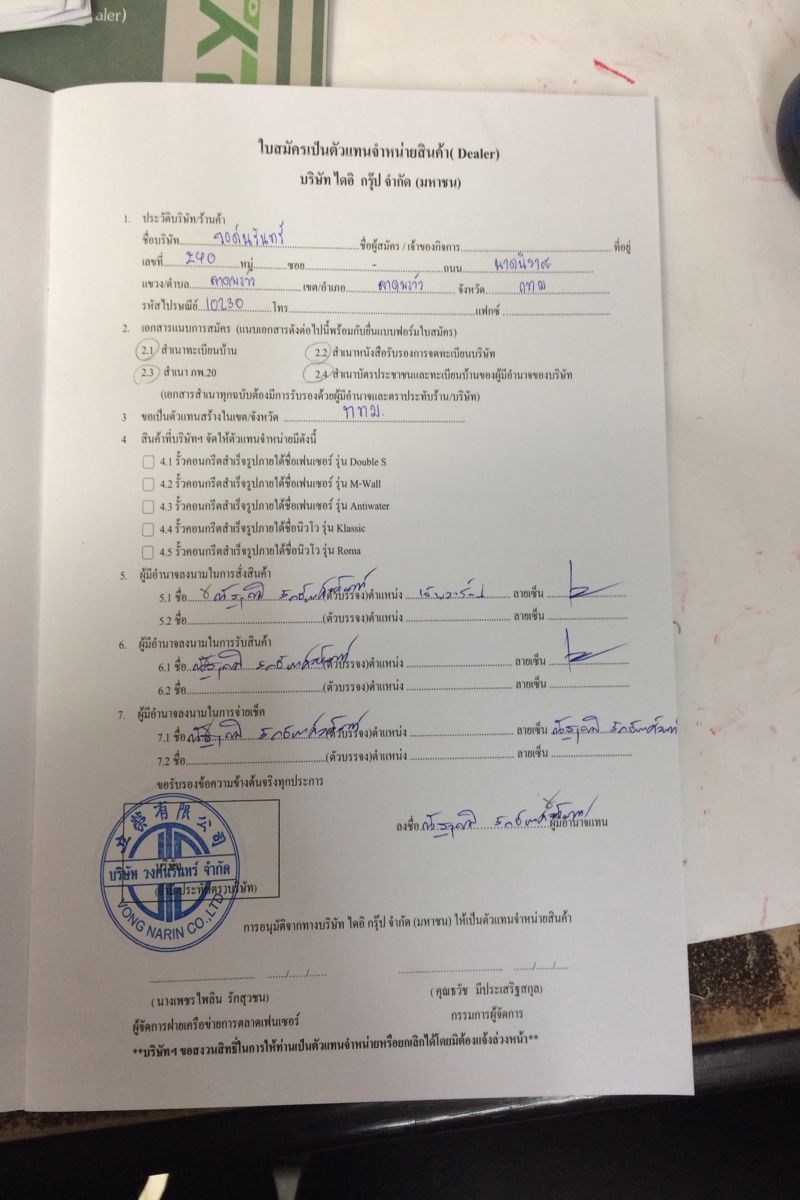 aler)
ใบสมัครเป็นตัวแทนจำหน่ายสินค้า( Dealer)
บริษัท ไดอิ กรุ๊ป จำกัด (มหาชน)
1. ประวัติบริษัท/ร้านค้า
ชื่อบริษัท วงศ์นรินทร์ ชื่อผู้สมัคร / เจ้าของกิจการ ที่อยู่
เลขที่ 240 หมู่ ซอย - ถนน นาคนิวาส
แขวง/ตำบล ลาดพร้าว เขต/อำเภอ ลาดพร้าว จังหวัด กทม
รหัสไปรษณีย์ 10230 โทร แฟกซ์
2. เอกสารแนบการสมัคร (แนบเอกสารดังต่อไปนี้พร้อมกับยื่นแบบฟอร์มใบสมัคร)
2.1 สำเนาทะเบียนบ้าน 2.2 สำเนาหนังสือรับรองการจดทะเบียนบริษัท
2.3 สำเนา ภพ.20 2.4 สำเนาบัตรประชาชนและทะเบียนบ้านของผู้มีอำนาจของบริษัท
(เอกสารสำเนาทุกฉบับต้องมีการรับรองด้วยผู้มีอำนาจและตราประทับร้าน/บริษัท)
3 ขอเป็นตัวแทนสร้างในเขต/จังหวัด กทม.
4 สินค้าที่บริษัทฯ จัดให้ตัวแทนจำหน่ายมีดังนี้
4.1 รั้วคอนกรีตสำเร็จรูปภายใต้ชื่อเฟนเซอร์ รุ่น Double S
4.2 รั้วคอนกรีตสำเร็จรูปภายใต้ชื่อเฟนเซอร์ รุ่น M-Wall
4.3 รั้วคอนกรีตสำเร็จรูปภายใต้ชื่อเฟนเซอร์ รุ่น Antiwater
4.4 รั้วคอนกรีตสำเร็จรูปภายใต้ชื่อนิวโว รุ่น Klassic
4.5 รั้วคอนกรีตสำเร็จรูปภายใต้ชื่อนิวโว รุ่น Roma
5. ผู้มีอำนาจลงนามในการสั่งสินค้า
5.1 ชื่อ (ตัวบรรจง)ตำแหน่ง ลายเซ็น
5.2 ชื่อ (ตัวบรรจง)ตำแหน่ง ลายเซ็น
6. ผู้มีอำนาจลงนามในการรับสินค้า
6.1 ชื่อ (ตัวบรรจง)ตำแหน่ง ลายเซ็น
6.2 ชื่อ (ตัวบรรจง)ตำแหน่ง ลายเซ็น
7. ผู้มีอำนาจลงนามในการจ่ายเช็ค
7.1 ชื่อ (ตัวบรรจง)ตำแหน่ง ลายเซ็น
7.2 ชื่อ (ตัวบรรจง)ตำแหน่ง ลายเซ็น
ขอรับรองข้อความข้างต้นจริงทุกประการ
ลงชื่อ ผู้มีอำนาจแทน
榮有限公司
บริษัท วงศ์นรินทร์ จำกัด
VONG NARIN CO.,LTD
ประทับตราบริษัท)
การอนุมัติจากทางบริษัท ไดอิ กรุ๊ป จำกัด (มหาชน) ให้เป็นตัวแทนจำหน่ายสินค้า
(นางเพชรไพลิน รักสุวชน) (คุณธวัช มีประเสริฐสกุล)
ผู้จัดการฝ่ายเครือข่ายการตลาดเฟนเซอร์ กรรมการผู้จัดการ
**บริษัทฯ ขอสงวนสิทธิ์ในการให้ท่านเป็นตัวแทนจำหน่ายหรือยกเลิกได้โดยมิต้องแจ้งล่วงหน้า**